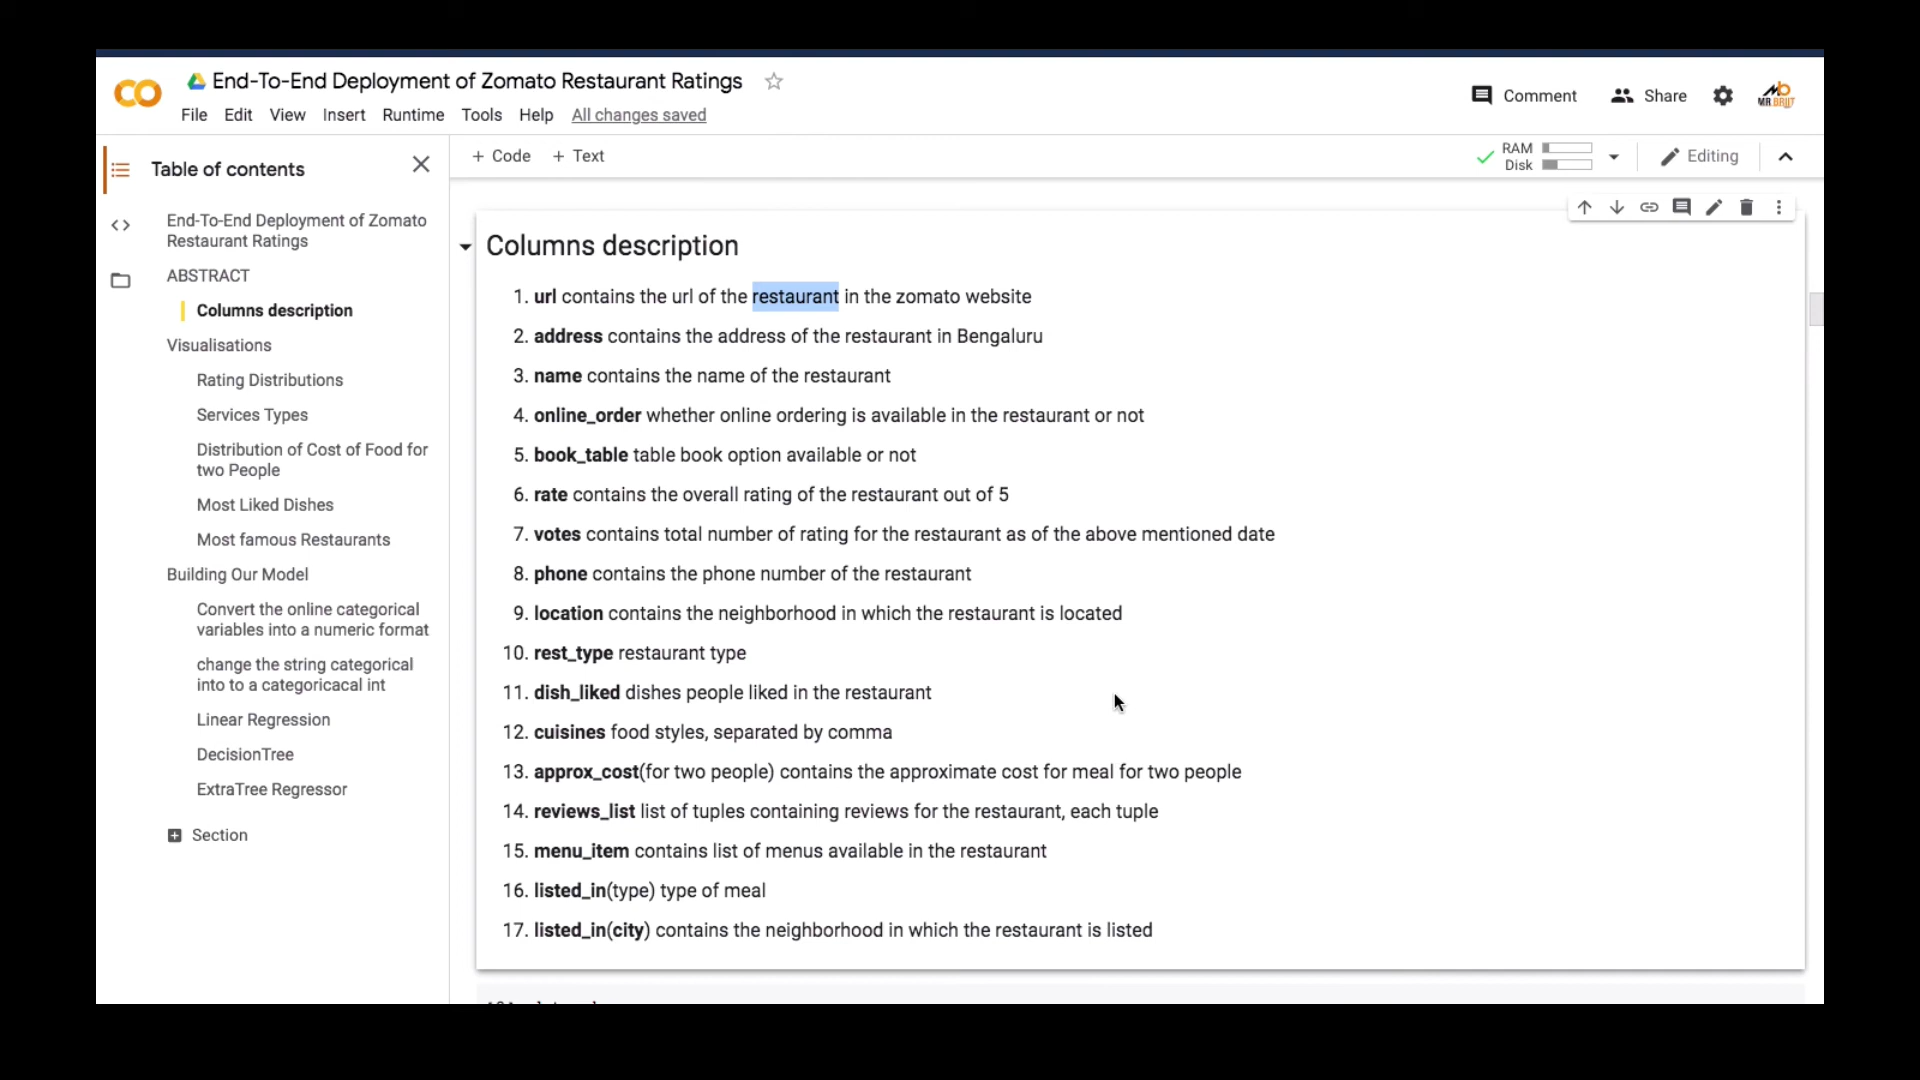 End-To-End Deployment of Zomato Restaurant Ratings
File Edit View Insert Runtime Tools Help All changes saved
Comment Share
MR.BRIIT
Table of contents
+ Code + Text
RAM
Disk
Editing
End-To-End Deployment of Zomato
Restaurant Ratings
ABSTRACT
Columns description
Visualisations
Rating Distributions
Services Types
Distribution of Cost of Food for
two People
Most Liked Dishes
Most famous Restaurants
Building Our Model
Convert the online categorical
variables into a numeric format
change the string categorical
into to a categoricacal int
Linear Regression
DecisionTree
ExtraTree Regressor
Section
Columns description
1. url contains the url of the restaurant in the zomato website
2. address contains the address of the restaurant in Bengaluru
3. name contains the name of the restaurant
4. online_order whether online ordering is available in the restaurant or not
5. book_table table book option available or not
6. rate contains the overall rating of the restaurant out of 5
7. votes contains total number of rating for the restaurant as of the above mentioned date
8. phone contains the phone number of the restaurant
9. location contains the neighborhood in which the restaurant is located
10. rest_type restaurant type
11. dish_liked dishes people liked in the restaurant
12. cuisines food styles, separated by comma
13. approx_cost(for two people) contains the approximate cost for meal for two people
14. reviews_list list of tuples containing reviews for the restaurant, each tuple
15. menu_item contains list of menus available in the restaurant
16. listed_in(type) type of meal
17. listed_in(city) contains the neighborhood in which the restaurant is listed